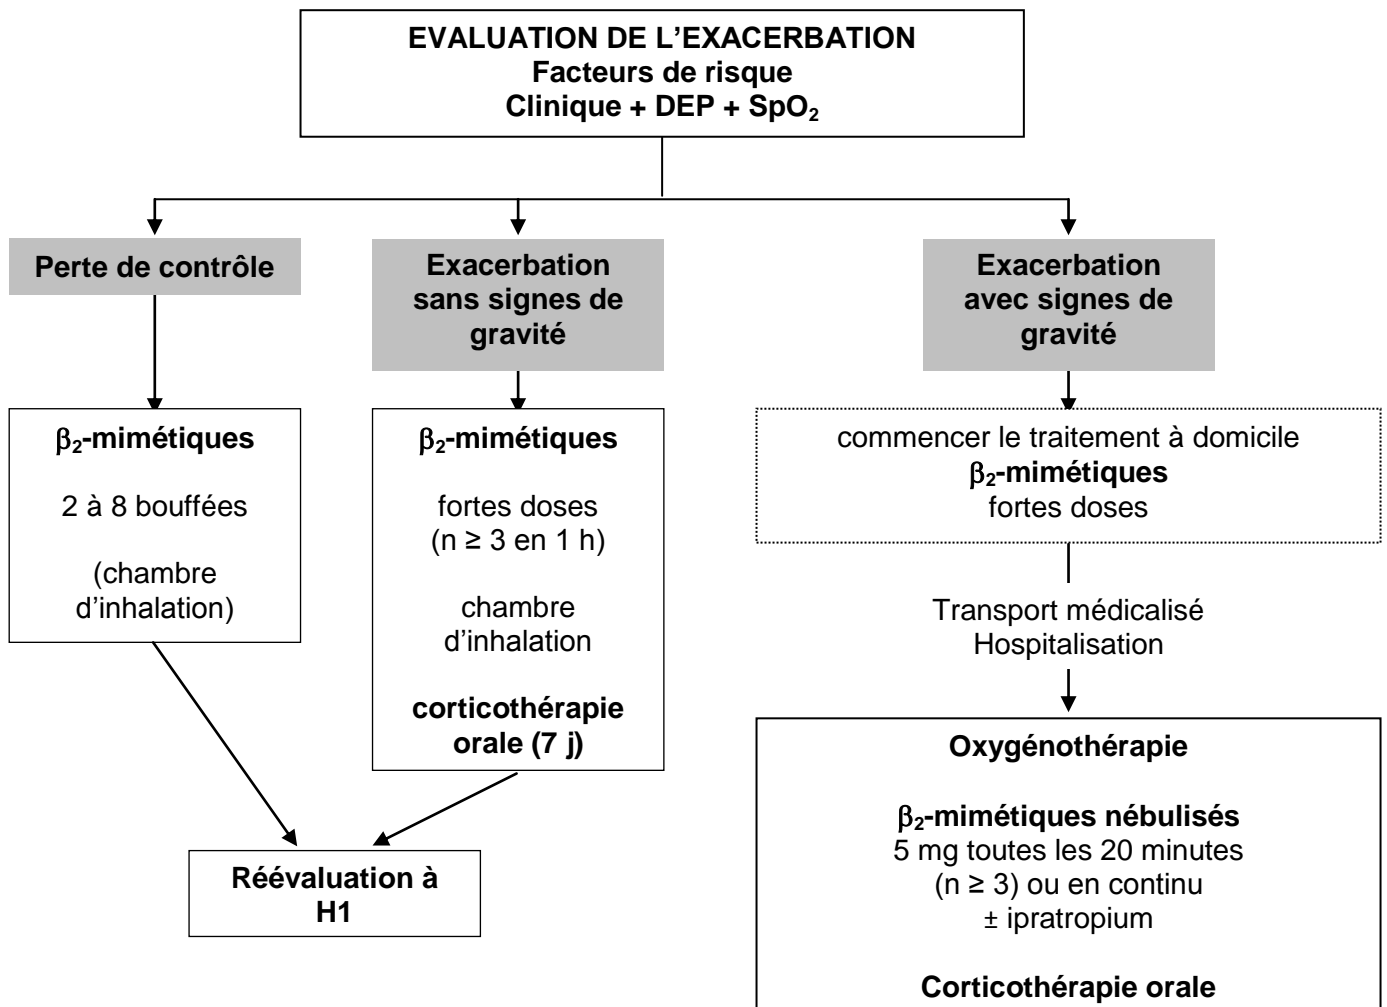 EVALUATION DE L’EXACERBATION
Facteurs de risque
Clinique + DEP + SpO₂
Perte de contrôle
Exacerbation
sans signes de
gravité
Exacerbation
avec signes de
gravité
β₂-mimétiques
2 à 8 bouffées
(chambre
d’inhalation)
β₂-mimétiques
fortes doses
(n ≥ 3 en 1 h)
chambre
d’inhalation
corticothérapie
orale (7 j)
commencer le traitement à domicile
β₂-mimétiques
fortes doses
Transport médicalisé
Hospitalisation
Réévaluation à
H1
Oxygénothérapie
β₂-mimétiques nébulisés
5 mg toutes les 20 minutes
(n ≥ 3) ou en continu
± ipratropium
Corticothérapie orale